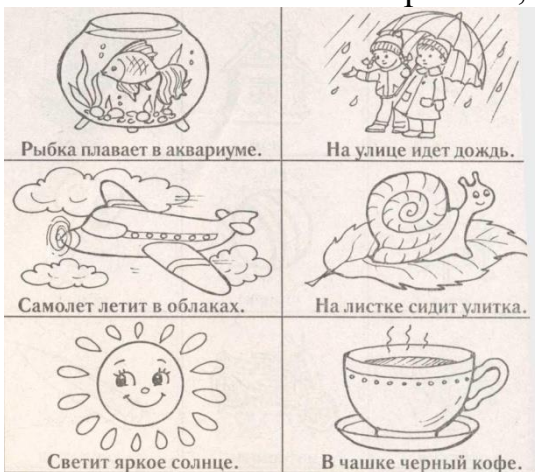 Рыбка плавает в аквариуме.
На улице идет дождь.
Самолет летит в облаках.
На листке сидит улитка.
Светит яркое солнце.
В чашке черный кофе.